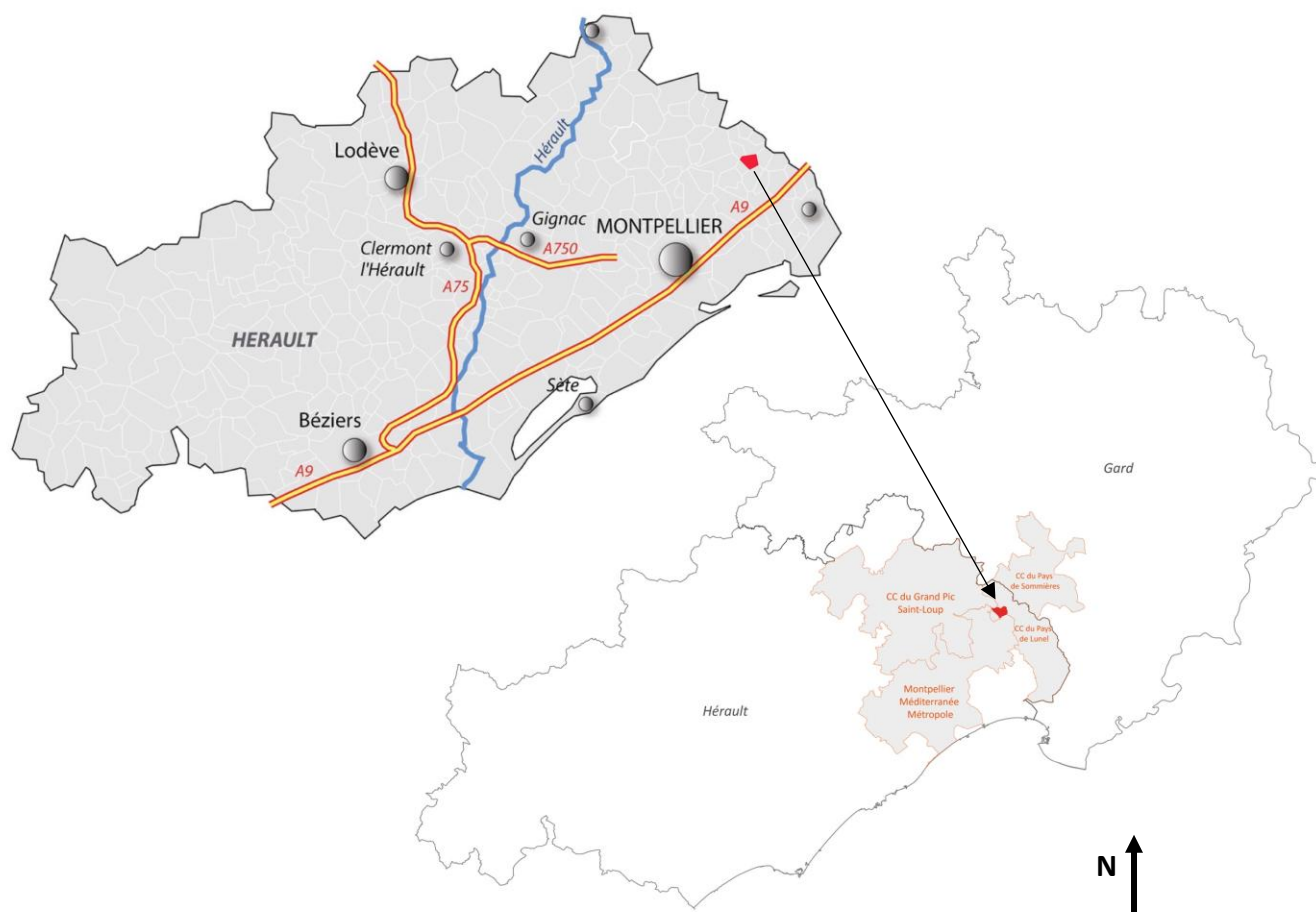 Lodève
Hérault
Gignac
A750
MONTPELLIER
A9
Clermont
l'Hérault
A75
HERAULT
Sète
Béziers
A9
Gard
CC du Pays
de Sommières
CC du Grand Pic
Saint-Loup
CC du Pays
de Lunel
Montpellier
Méditerranée
Métropole
Hérault
N